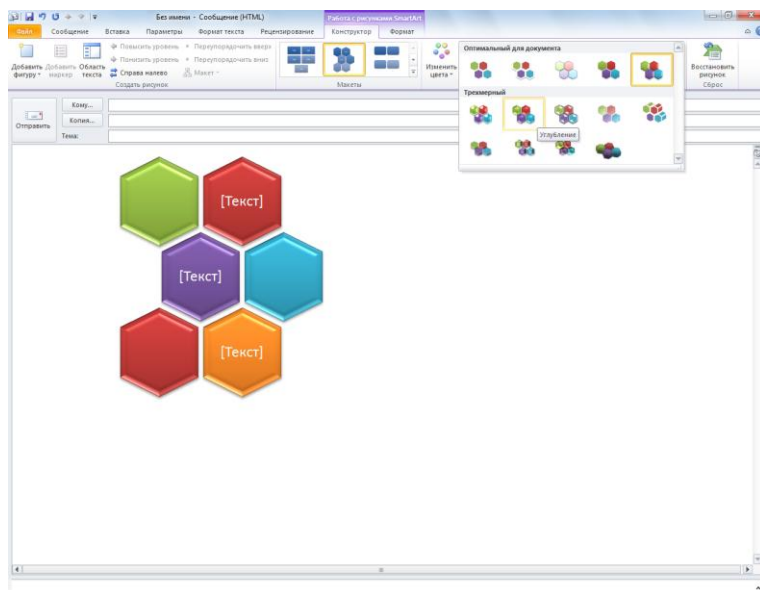 Без имени - Сообщение (HTML)
Работа с рисунками SmartArt
Файл Сообщение Вставка Параметры Формат текста Рецензирование Конструктор Формат
Добавить фигуру
Добавить маркер
Область текста
Повысить уровень
Понизить уровень
Справа налево
Переупорядочить вверх
Переупорядочить вниз
Макет
Создать рисунок
Макеты
Изменить цвета
Оптимальный для документа
Трехмерный
Углубление
Восстановить рисунок
Сброс
Отправить
Кому...
Копия...
Тема:
[Текст]
[Текст]
[Текст]